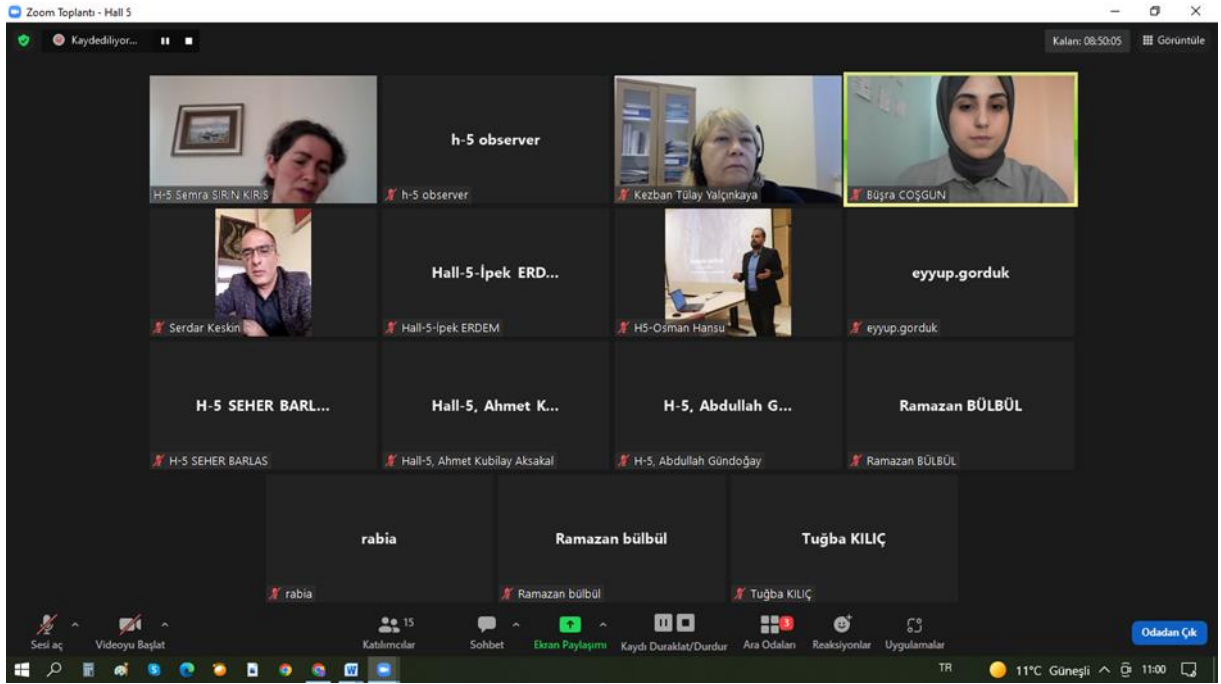 Zoom Toplantı - Hall 5
Kaydediliyor...
Kalan: 08:50:05
Görüntüle
H-5 Semra ŞİRİN KIRIŞ
h-5 observer
h-5 observer
Kezban Tülay Yalçınkaya
Büşra COŞGUN
Serdar Keskin
Hall-5-İpek ERD...
Hall-5-İpek ERDEM
H5-Osman Hansu
eyyup.gorduk
eyyup.gorduk
H-5 SEHER BARL...
H-5 SEHER BARLAS
Hall-5, Ahmet K...
Hall-5, Ahmet Kubilay Aksakal
H-5, Abdullah G...
H-5, Abdullah Gündoğay
Ramazan BÜLBÜL
Ramazan BÜLBÜL
rabia
rabia
Ramazan bülbül
Ramazan bülbül
Tuğba KILIÇ
Tuğba KILIÇ
Sesi aç
Videoyu Başlat
15
Katılımcılar
Sohbet
Ekran Paylaşımı
Kaydı Duraklat/Durdur
3
Ara Odaları
Reaksiyonlar
Uygulamalar
Odadan Çık
TR
11°C Güneşli
11:00